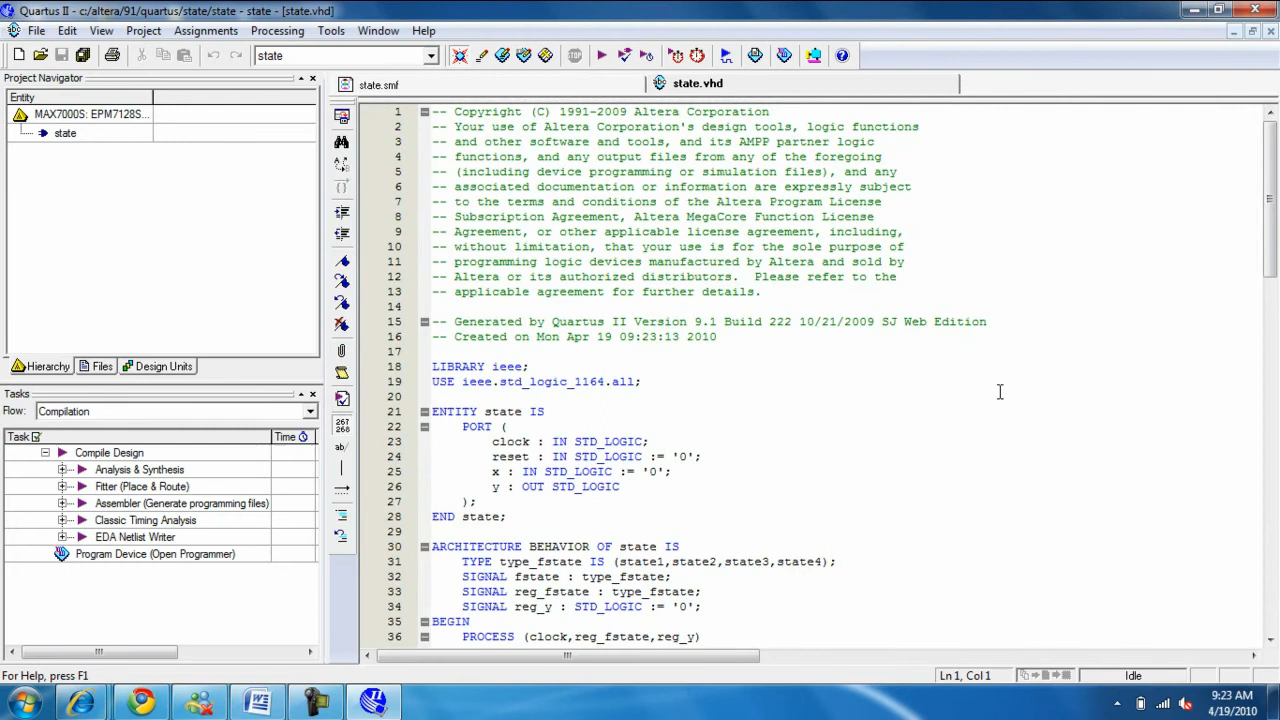 Quartus II - c:/altera/91/quartus/state/state - state - [state.vhd]
File Edit View Project Assignments Processing Tools Window Help
state
Project Navigator
Entity
MAX7000S: EPM7128S...
state
Hierarchy Files Design Units
Tasks
Flow: Compilation
Task Time
Compile Design
Analysis & Synthesis
Fitter (Place & Route)
Assembler (Generate programming files)
Classic Timing Analysis
EDA Netlist Writer
Program Device (Open Programmer)
state.smf state.vhd
1 -- Copyright (C) 1991-2009 Altera Corporation
2 -- Your use of Altera Corporation's design tools, logic functions
3 -- and other software and tools, and its AMPP partner logic
4 -- functions, and any output files from any of the foregoing
5 -- (including device programming or simulation files), and any
6 -- associated documentation or information are expressly subject
7 -- to the terms and conditions of the Altera Program License
8 -- Subscription Agreement, Altera MegaCore Function License
9 -- Agreement, or other applicable license agreement, including,
10 -- without limitation, that your use is for the sole purpose of
11 -- programming logic devices manufactured by Altera and sold by
12 -- Altera or its authorized distributors.  Please refer to the
13 -- applicable agreement for further details.
14
15 -- Generated by Quartus II Version 9.1 Build 222 10/21/2009 SJ Web Edition
16 -- Created on Mon Apr 19 09:23:13 2010
17
18 LIBRARY ieee;
19 USE ieee.std_logic_1164.all;
20
21 ENTITY state IS
22 PORT (
23 clock : IN STD_LOGIC;
24 reset : IN STD_LOGIC := '0';
25 x : IN STD_LOGIC := '0';
26 y : OUT STD_LOGIC
27 );
28 END state;
29
30 ARCHITECTURE BEHAVIOR OF state IS
31 TYPE type_fstate IS (state1,state2,state3,state4);
32 SIGNAL fstate : type_fstate;
33 SIGNAL reg_fstate : type_fstate;
34 SIGNAL reg_y : STD_LOGIC := '0';
35 BEGIN
36 PROCESS (clock,reg_fstate,reg_y)
267
268
ab/
STOP
For Help, press F1
Ln 1, Col 1
Idle
9:23 AM
4/19/2010